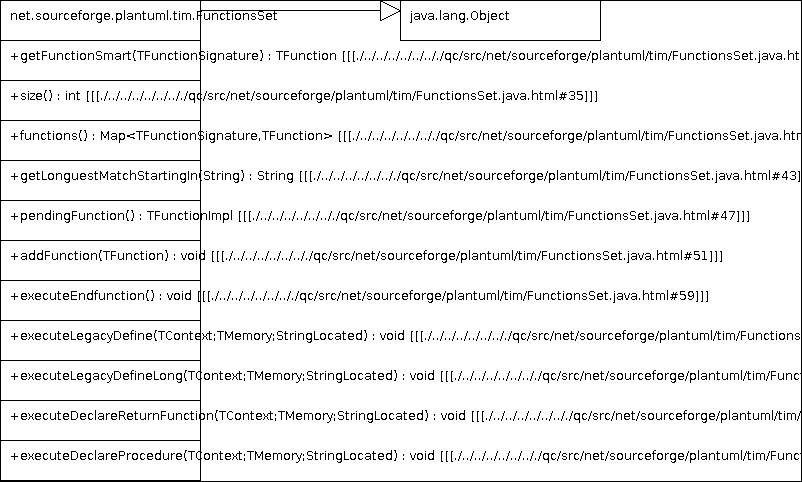 net.sourceforge.plantuml.tim.FunctionsSet
java.lang.Object
+getFunctionSmart(TFunctionSignature) : TFunction [[[./../../../../../../qc/src/net/sourceforge/plantuml/tim/FunctionsSet.java.ht
+size() : int [[[./../../../../../../qc/src/net/sourceforge/plantuml/tim/FunctionsSet.java.html#35]]]
+functions() : Map<TFunctionSignature,TFunction> [[[./../../../../../../qc/src/net/sourceforge/plantuml/tim/FunctionsSet.java.htm
+getLonguestMatchStartingIn(String) : String [[[./../../../../../../qc/src/net/sourceforge/plantuml/tim/FunctionsSet.java.html#43]
+pendingFunction() : TFunctionImpl [[[./../../../../../../qc/src/net/sourceforge/plantuml/tim/FunctionsSet.java.html#47]]]
+addFunction(TFunction) : void [[[./../../../../../../qc/src/net/sourceforge/plantuml/tim/FunctionsSet.java.html#51]]]
+executeEndfunction() : void [[[./../../../../../../qc/src/net/sourceforge/plantuml/tim/FunctionsSet.java.html#59]]]
+executeLegacyDefine(TContext;TMemory;StringLocated) : void [[[./../../../../../../qc/src/net/sourceforge/plantuml/tim/Functions
+executeLegacyDefineLong(TContext;TMemory;StringLocated) : void [[[./../../../../../../qc/src/net/sourceforge/plantuml/tim/Func
+executeDeclareReturnFunction(TContext;TMemory;StringLocated) : void [[[./../../../../../../qc/src/net/sourceforge/plantuml/tim/
+executeDeclareProcedure(TContext;TMemory;StringLocated) : void [[[./../../../../../../qc/src/net/sourceforge/plantuml/tim/Func